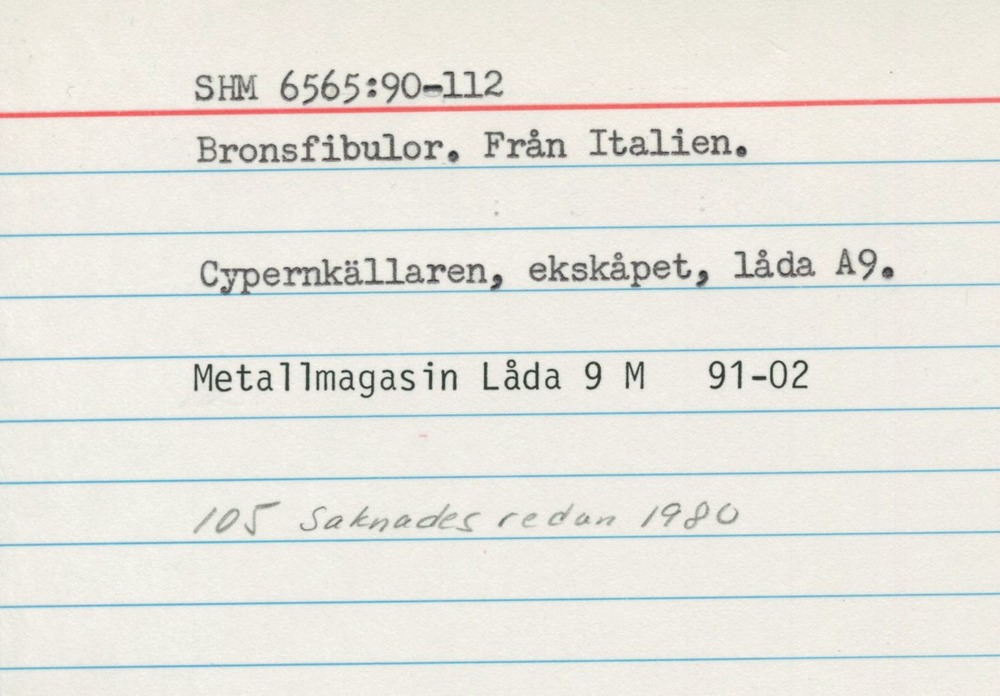 SHM 6565:90-112
Bronsfibulor. Från Italien.
Cypernkällaren, ekskåpet, låda A9.
Metallmagasin Låda 9 M 91-02
105 Saknades redan 1980